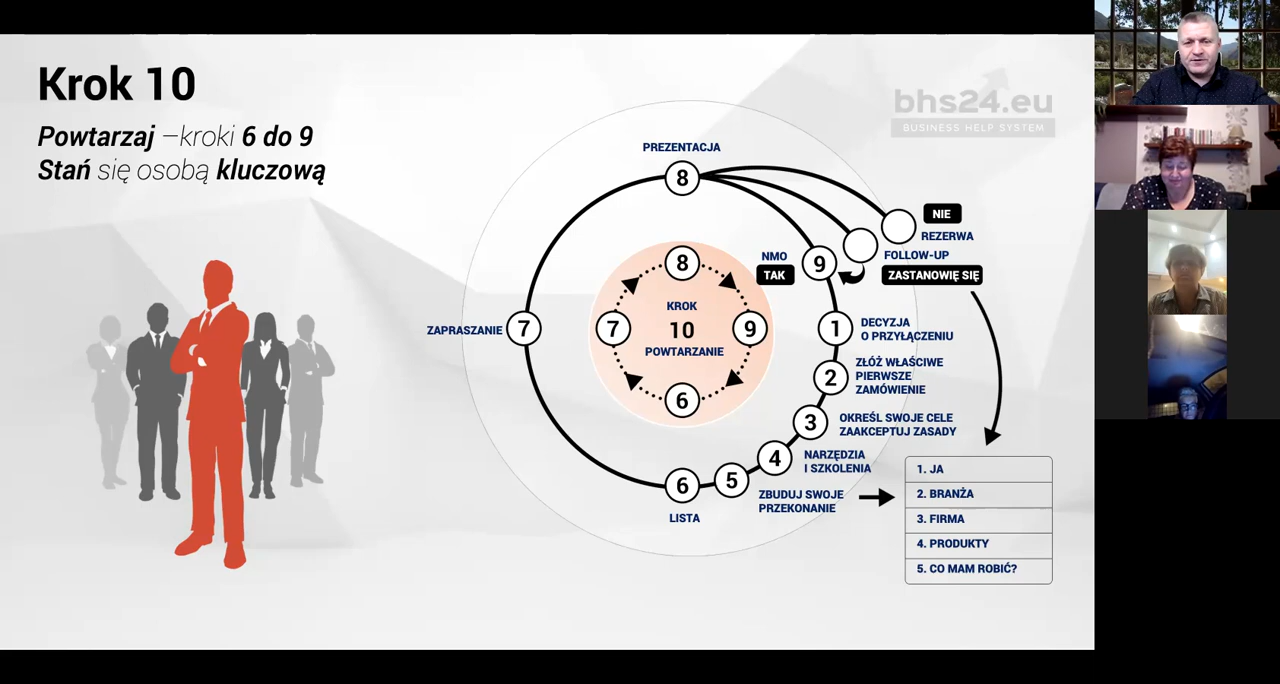 Krok 10
Powtarzaj –kroki 6 do 9
Stań się osobą kluczową
bhs24.eu
BUSINESS HELP SYSTEM
PREZENTACJA
8
NIE
REZERWA
FOLLOW-UP
ZASTANOWIĘ SIĘ
NMO
TAK
9
8
KROK
10
POWTARZANIE
7
9
6
ZAPRASZANIE
7
1
DECYZJA
O PRZYŁĄCZENIU
2
ZŁÓŻ WŁAŚCIWE
PIERWSZE
ZAMÓWIENIE
3
OKREŚL SWOJE CELE
ZAAKCEPTUJ ZASADY
4
NARZĘDZIA
I SZKOLENIA
5
ZBUDUJ SWOJE
PRZEKONANIE
6
LISTA
1. JA
2. BRANŻA
3. FIRMA
4. PRODUKTY
5. CO MAM ROBIĆ?